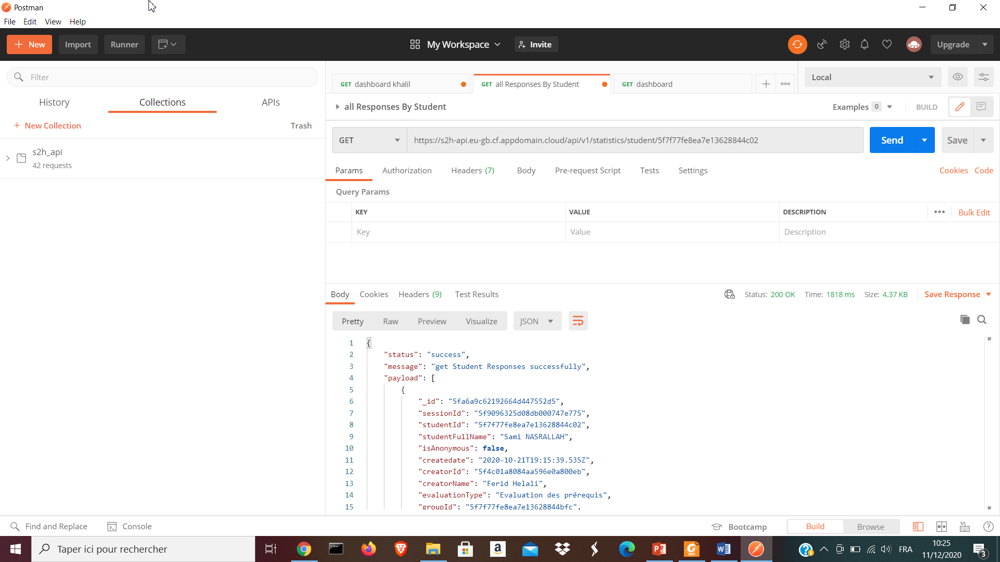 Postman
File Edit View Help
New Import Runner My Workspace Invite Upgrade
Filter
History Collections APIs
New Collection Trash
s2h_api
42 requests
GET dashboard khalil GET all Responses By Student GET dashboard Local
all Responses By Student Examples 0 BUILD
GET https://s2h-api.eu-gb.cf.appdomain.cloud/api/v1/statistics/student/5f7f77fe8ea7e13628844c02 Send Save
Params Authorization Headers (7) Body Pre-request Script Tests Settings Cookies Code
Query Params
KEY VALUE DESCRIPTION Bulk Edit
Key Value Description
Body Cookies Headers (9) Test Results Status: 200 OK Time: 1818 ms Size: 4.37 KB Save Response
Pretty Raw Preview Visualize JSON
1 {
2 "status": "success",
3 "message": "get Student Responses successfully",
4 "payload": [
5 {
6 "_id": "5fa6a9c62192664d447552d5",
7 "sessionId": "5f9096325d08db000747e775",
8 "studentId": "5f7f77fe8ea7e13628844c02",
9 "studentFullName": "Sami NASRALLAH",
10 "isAnonymous": false,
11 "createdate": "2020-10-21T19:15:39.535Z",
12 "creatorId": "5f4c01a8084aa596e0a800eb",
13 "creatorName": "Ferid Helali",
14 "evaluationType": "Evaluation des prérequis",
15 "groupId": "5f7f77fe8ea7e13628844bfc",
Find and Replace Console Bootcamp Build Browse
Taper ici pour rechercher FRA 10:25
11/12/2020 3